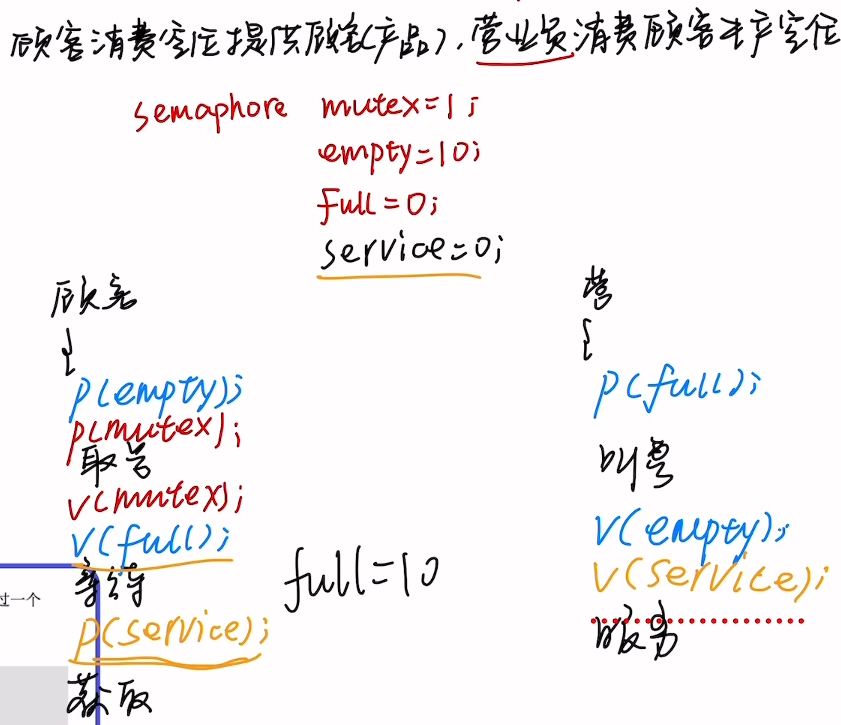 顾客消费空位提供顾客(产品)，营业员消费顾客生产空位
semaphore mutex=1;
empty=10;
full=0;
service=0;
顾客
{
p(empty);
p(mutex);
取号
v(mutex);
v(full);
等待
过一个
p(service);
获取
full=10
营
{
p(full);
叫号
v(empty);
v(service);
服务